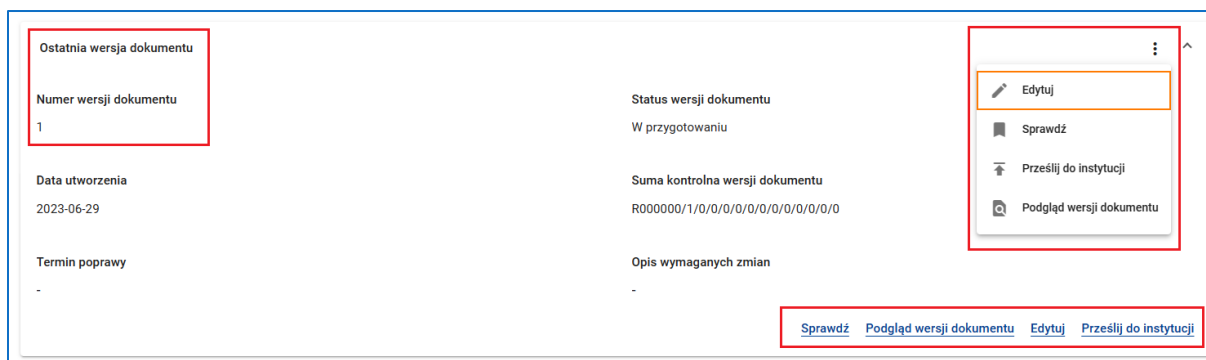 Ostatnia wersja dokumentu
Numer wersji dokumentu
1
Status wersji dokumentu
W przygotowaniu
Edytuj
Sprawdź
Prześlij do instytucji
Podgląd wersji dokumentu
Data utworzenia
2023-06-29
Suma kontrolna wersji dokumentu
R000000/1/0/0/0/0/0/0/0/0/0/0/0/0
Termin poprawy
-
Opis wymaganych zmian
-
Sprawdź Podgląd wersji dokumentu Edytuj Prześlij do instytucji